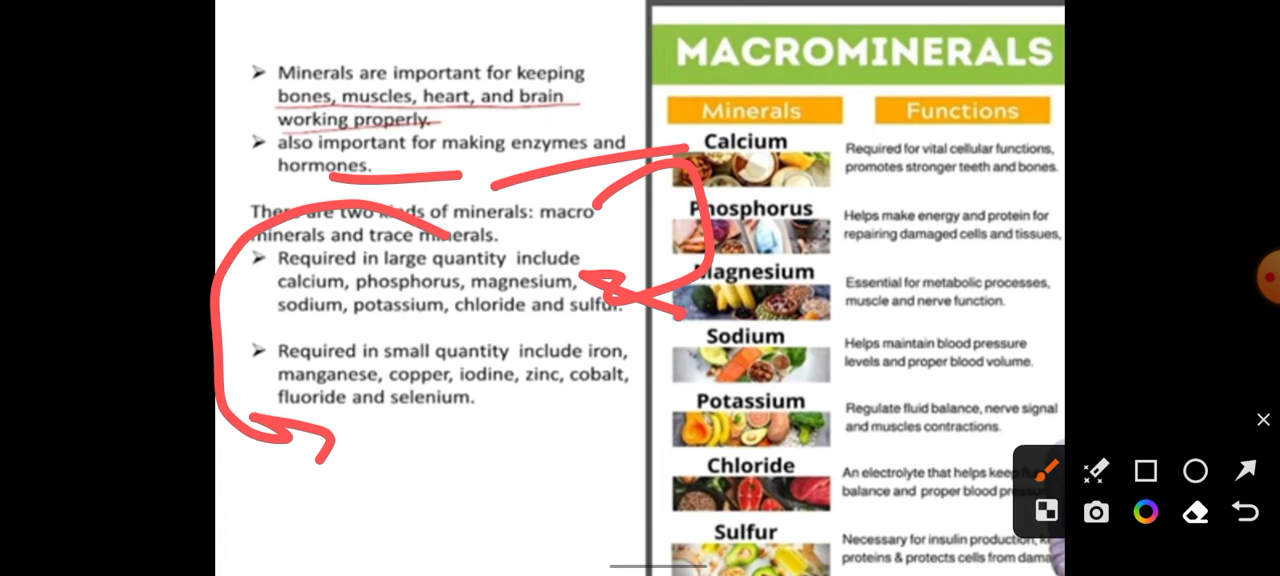 Minerals are important for keeping
bones, muscles, heart, and brain
working properly.
also important for making enzymes and
hormones.
There are two kinds of minerals: macro
minerals and trace minerals.
Required in large quantity include
calcium, phosphorus, magnesium,
sodium, potassium, chloride and sulfur.
Required in small quantity include iron,
manganese, copper, iodine, zinc, cobalt,
fluoride and selenium.
MACROMINERALS
Minerals
Functions
Calcium
Required for vital cellular functions,
promotes stronger teeth and bones.
Phosphorus
Helps make energy and protein for
repairing damaged cells and tissues,
Magnesium
Essential for metabolic processes,
muscle and nerve function.
Sodium
Helps maintain blood pressure
levels and proper blood volume.
Potassium
Regulate fluid balance, nerve signal
and muscles contractions.
Chloride
An electrolyte that helps keep
balance and proper blood
Sulfur
Necessary for insulin production,
proteins & protects cells from